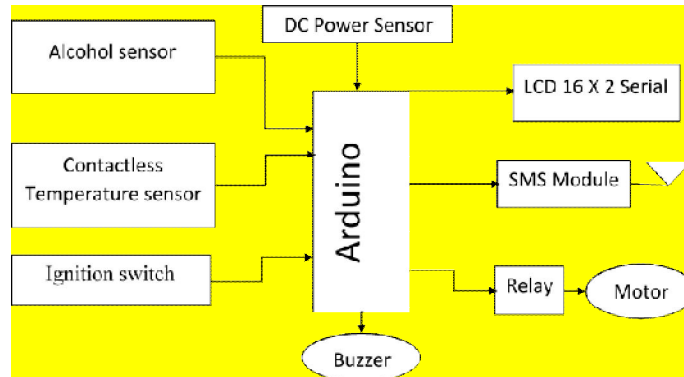 DC Power Sensor
Alcohol sensor
LCD 16 X 2 Serial
Contactless
Temperature sensor
Arduino
SMS Module
Ignition switch
Relay
Motor
Buzzer